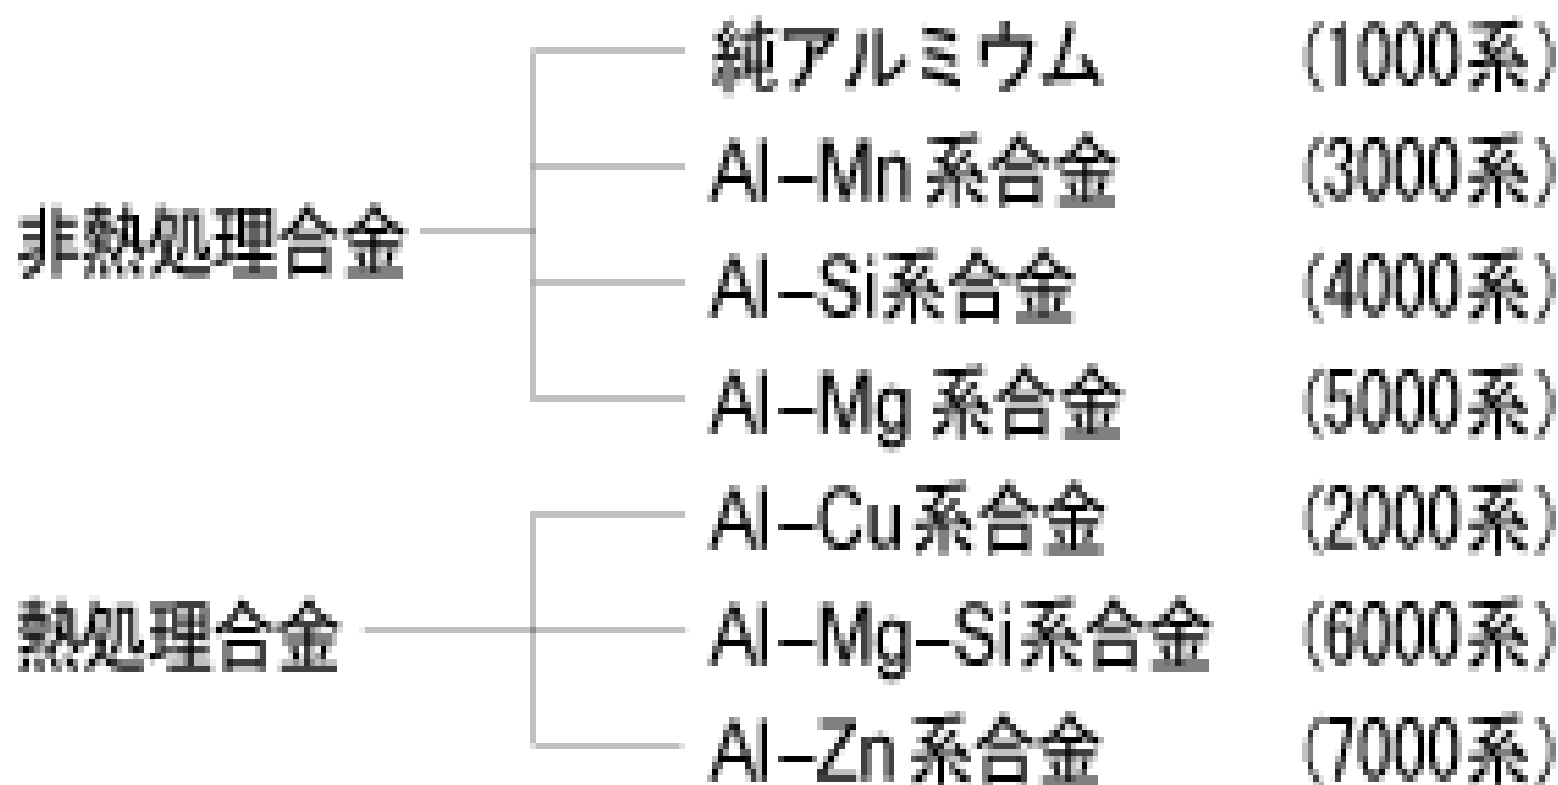 純アルミウム (1000系)
Al−Mn 系合金 (3000系)
非熱処理合金
Al−Si系合金 (4000系)
Al−Mg 系合金 (5000系)
Al−Cu系合金 (2000系)
熱処理合金 Al−Mg−Si系合金 (6000系)
Al−Zn系合金 (7000系)